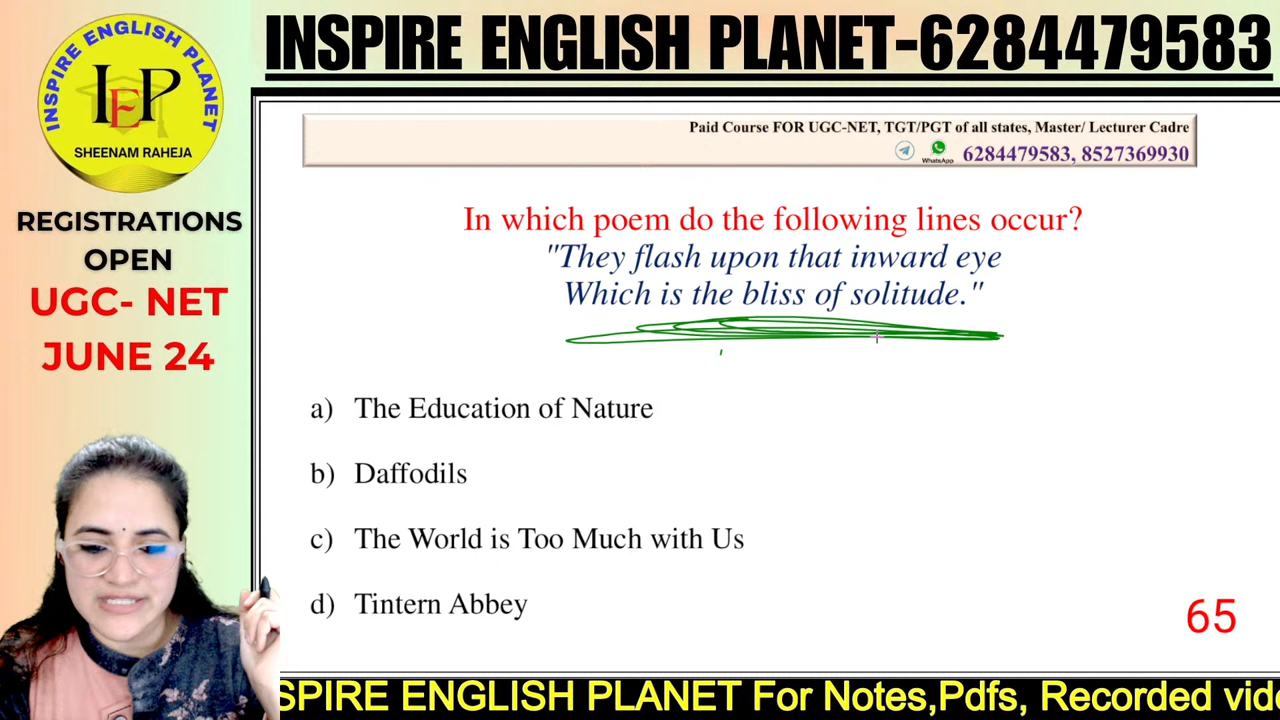 INSPIRE ENGLISH PLANET
IEP
SHEENAM RAHEJA
REGISTRATIONS
OPEN
UGC- NET
JUNE 24
INSPIRE ENGLISH PLANET-6284479583
Paid Course FOR UGC-NET, TGT/PGT of all states, Master/ Lecturer Cadre
WhatsApp 6284479583, 8527369930
In which poem do the following lines occur?
"They flash upon that inward eye
Which is the bliss of solitude."
a) The Education of Nature
b) Daffodils
c) The World is Too Much with Us
d) Tintern Abbey
65
SPIRE ENGLISH PLANET For Notes,Pdfs, Recorded vid